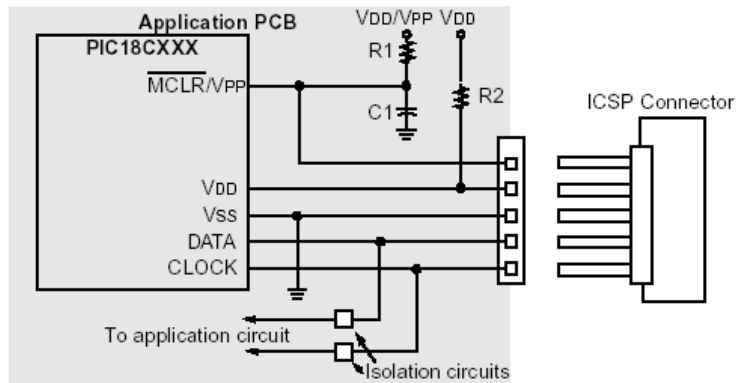 Application PCB
VDD/VPP VDD
PIC18CXXX
R1
MCLR/VPP
R2
C1
ICSP Connector
VDD
VSS
DATA
CLOCK
To application circuit
Isolation circuits